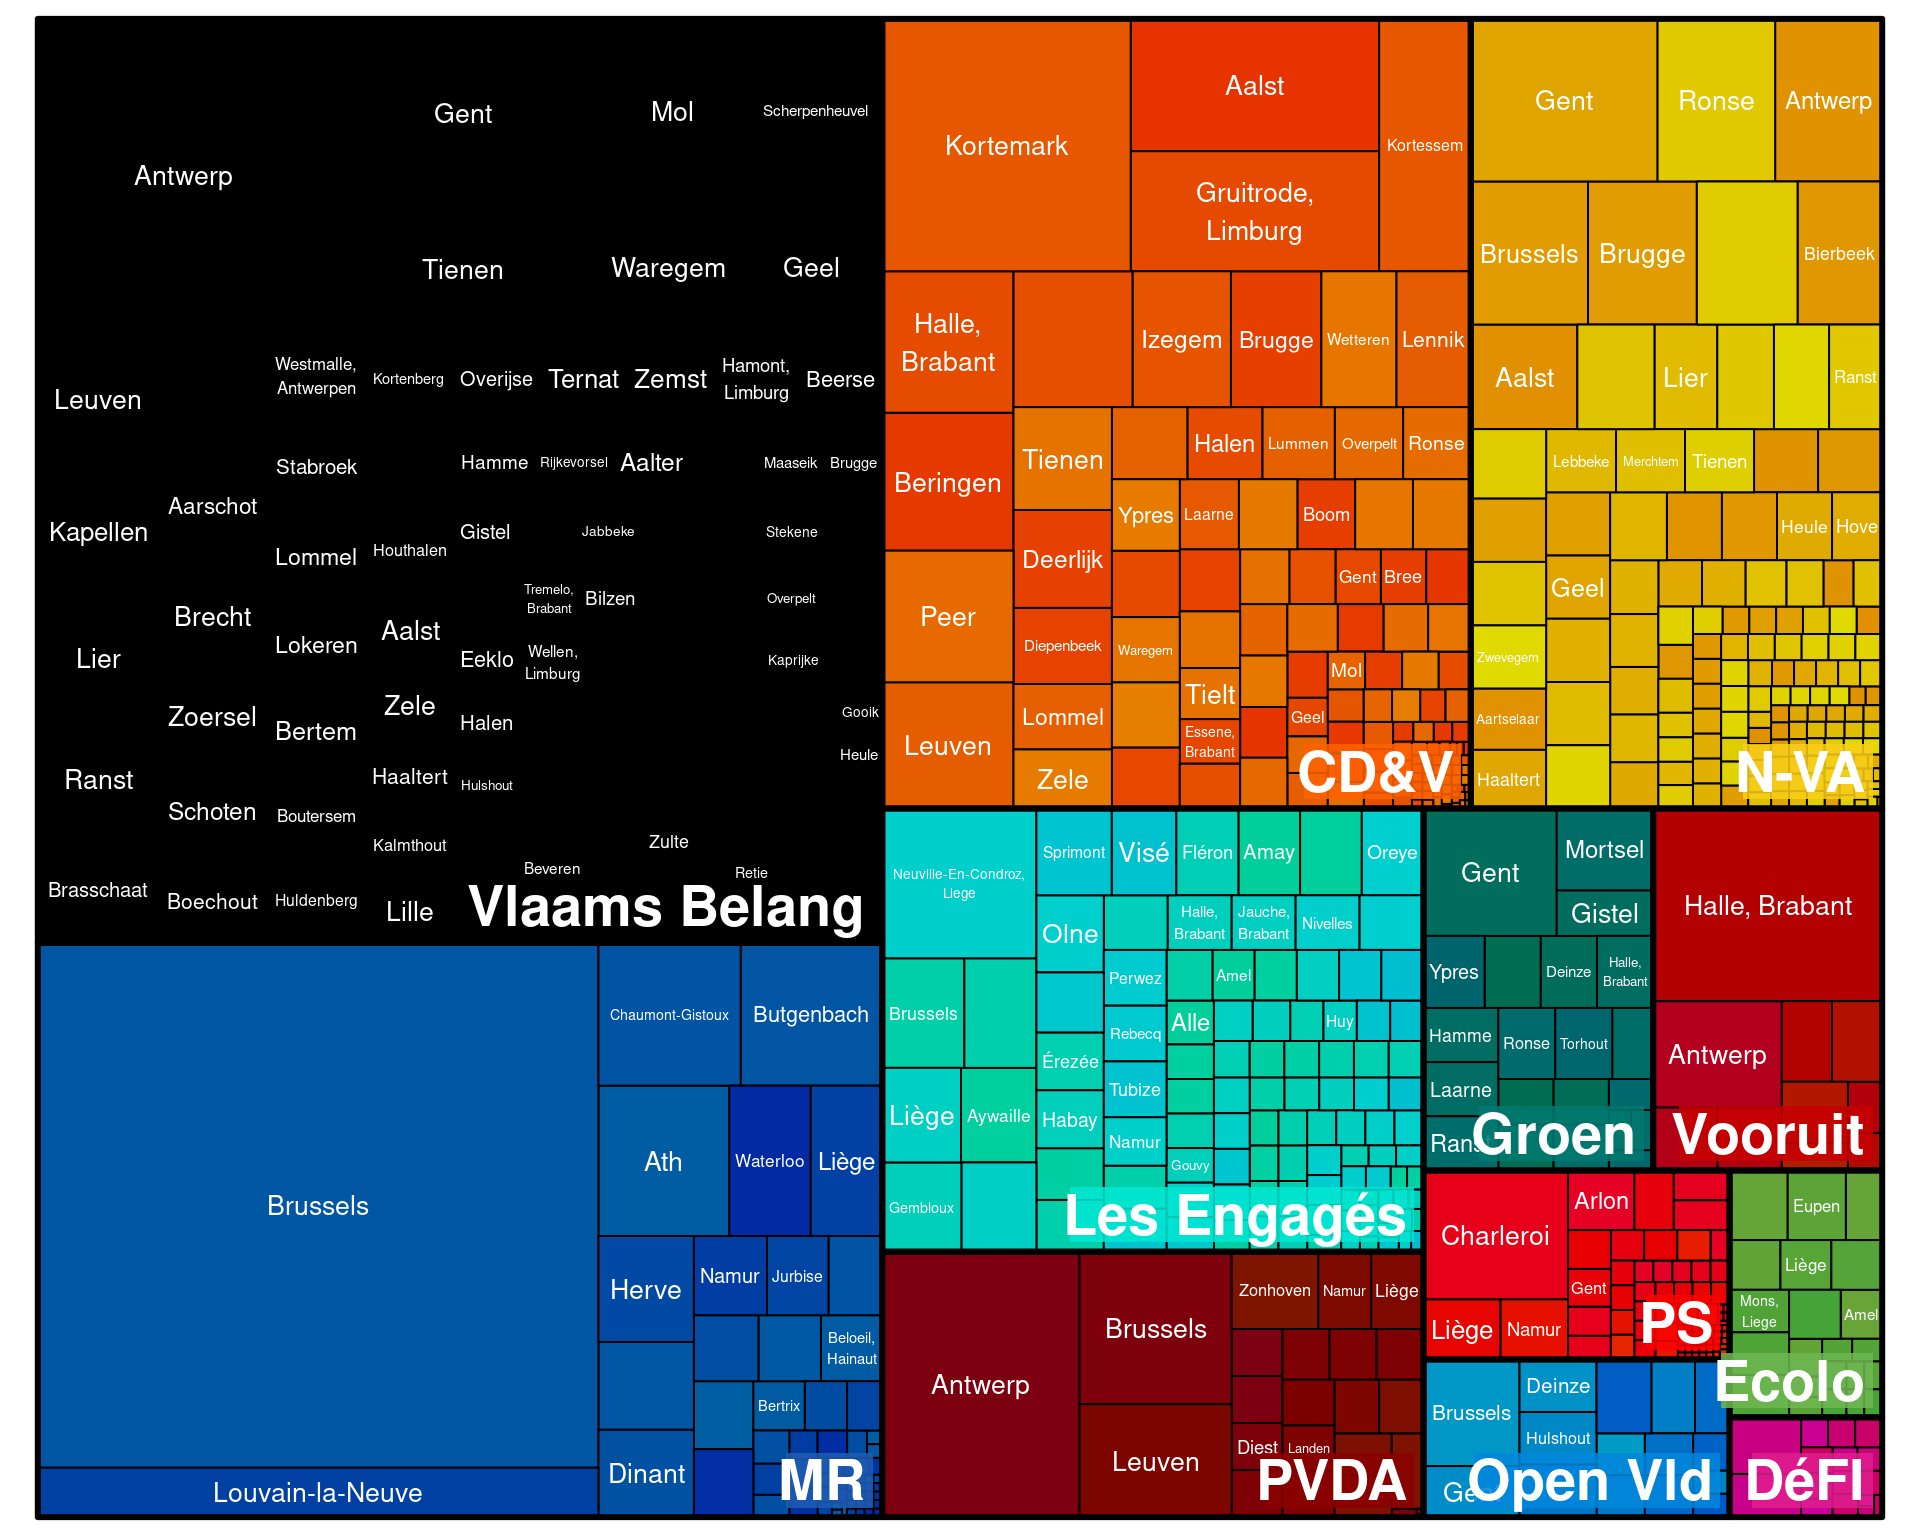 Gent
Mol
Scherpenheuvel
Antwerp
Tienen
Waregem
Geel
Leuven
Westmalle,
Antwerpen
Kortenberg
Overijse
Ternat
Zemst
Hamont,
Limburg
Beerse
Stabroek
Hamme
Rijkevorsel
Aalter
Maaseik
Brugge
Aarschot
Kapellen
Lommel
Houthalen
Gistel
Jabbeke
Stekene
Tremelo,
Brabant
Bilzen
Overpelt
Brecht
Lier
Lokeren
Aalst
Eeklo
Wellen,
Limburg
Kaprijke
Zoersel
Bertem
Zele
Halen
Gooik
Heule
Ranst
Haaltert
Hulshout
Schoten
Boutersem
Kalmthout
Zulte
Beveren
Retie
Brasschaat
Boechout
Huldenberg
Lille
Vlaams Belang
Kortemark
Aalst
Gruitrode,
Limburg
Kortessem
Halle,
Brabant
Izegem
Brugge
Wetteren
Lennik
Beringen
Tienen
Halen
Lummen
Overpelt
Ronse
Ypres
Laarne
Boom
Deerlijk
Gent
Bree
Peer
Diepenbeek
Waregem
Mol
Tielt
Leuven
Lommel
Geel
Essene,
Brabant
Zele
CD&V
Gent
Ronse
Antwerp
Brussels
Brugge
Bierbeek
Aalst
Lier
Ranst
Lebbeke
Merchtem
Tienen
Heule
Hove
Geel
Zwevegem
Aartselaar
Haaltert
N-VA
Brussels
Louvain-la-Neuve
Chaumont-Gistoux
Butgenbach
Ath
Waterloo
Liège
Herve
Namur
Jurbise
Beloeil,
Hainaut
Bertrix
Dinant
MR
Neuville-En-Condroz,
Liege
Sprimont
Visé
Fléron
Amay
Oreye
Olne
Halle,
Brabant
Jauche,
Brabant
Nivelles
Brussels
Perwez
Amel
Alle
Huy
Rebecq
Érezée
Liège
Aywaille
Tubize
Habay
Namur
Gouvy
Gembloux
Les Engagés
Gent
Mortsel
Gistel
Ypres
Deinze
Halle,
Brabant
Hamme
Ronse
Torhout
Laarne
Ranst
Groen
Halle, Brabant
Antwerp
Vooruit
Antwerp
Brussels
Leuven
Zonhoven
Namur
Liège
Diest
Landen
PVDA
Charleroi
Arlon
Gent
Liège
Namur
PS
Eupen
Liège
Mons,
Liege
Amel
Ecolo
Brussels
Deinze
Hulshout
Open Vld
DéFI